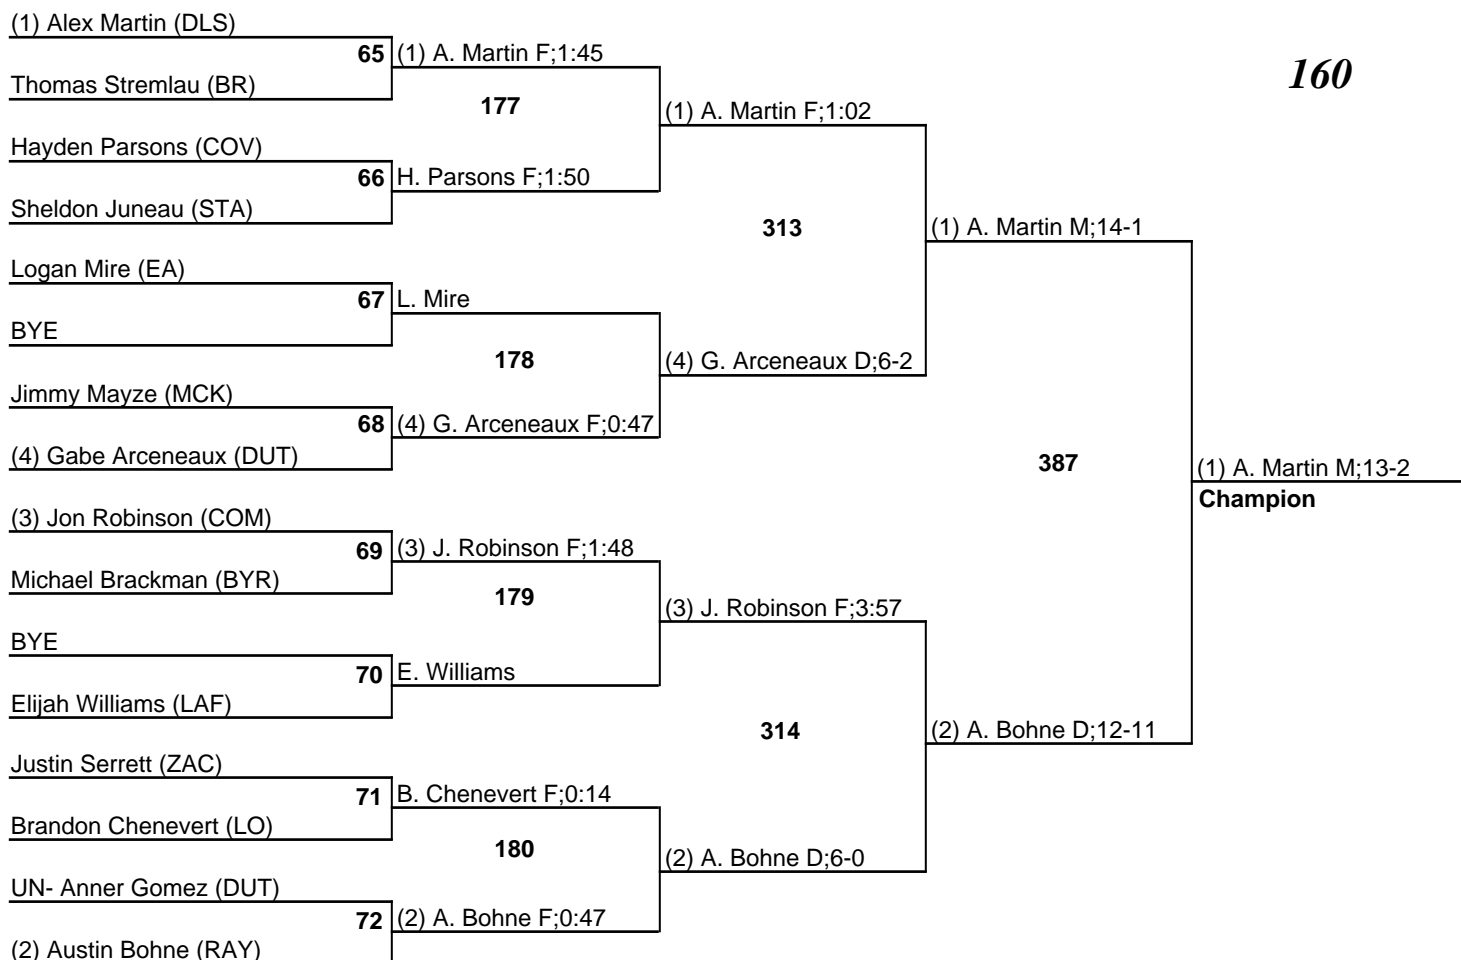 (1) Alex Martin (DLS)
65
(1) A. Martin F;1:45
160
Thomas Stremlau (BR)
177
(1) A. Martin F;1:02
Hayden Parsons (COV)
66
H. Parsons F;1:50
Sheldon Juneau (STA)
313
(1) A. Martin M;14-1
Logan Mire (EA)
67
L. Mire
BYE
178
(4) G. Arceneaux D;6-2
Jimmy Mayze (MCK)
68
(4) G. Arceneaux F;0:47
(4) Gabe Arceneaux (DUT)
387
(1) A. Martin M;13-2
Champion
(3) Jon Robinson (COM)
69
(3) J. Robinson F;1:48
Michael Brackman (BYR)
179
(3) J. Robinson F;3:57
BYE
70
E. Williams
Elijah Williams (LAF)
314
(2) A. Bohne D;12-11
Justin Serrett (ZAC)
71
B. Chenevert F;0:14
Brandon Chenevert (LO)
180
(2) A. Bohne D;6-0
UN- Anner Gomez (DUT)
72
(2) A. Bohne F;0:47
(2) Austin Bohne (RAY)